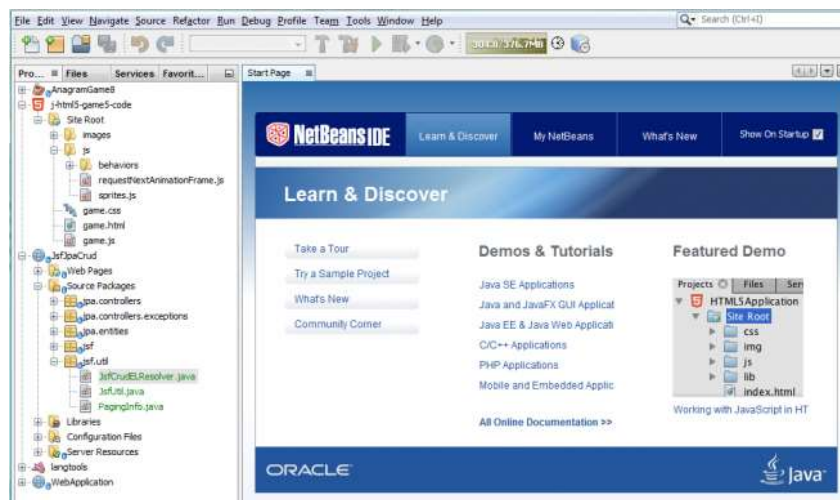 File Edit View Navigate Source Refactor Run Debug Profile Team Tools Window Help
Search (Ctrl+I)
Pro... Files Services Favorit...
Start Page
AnagramGame8
j-html5-game5-code
Site Root
images
js
behaviors
requestNextAnimationFrame.js
sprites.js
game.css
game.html
game.js
JsfJpaCrud
Web Pages
Source Packages
jpa.controllers
jpa.controllers.exceptions
jpa.entities
jsf
jsf.util
JsfCrudELResolver.java
JsfUtil.java
PagingInfo.java
Libraries
Configuration Files
Server Resources
langtools
WebApplication
NetBeans IDE
Learn & Discover
My NetBeans
What's New
Show On Startup
Learn & Discover
Take a Tour
Try a Sample Project
What's New
Community Corner
Demos & Tutorials
Java SE Applications
Java and JavaFX GUI Applicat
Java EE & Java Web Applicati
C/C++ Applications
PHP Applications
Mobile and Embedded Applic
All Online Documentation >>
Featured Demo
Projects Files Ser
HTML5Application
Site Root
css
img
js
lib
index.html
Working with JavaScript in HT
ORACLE
Java